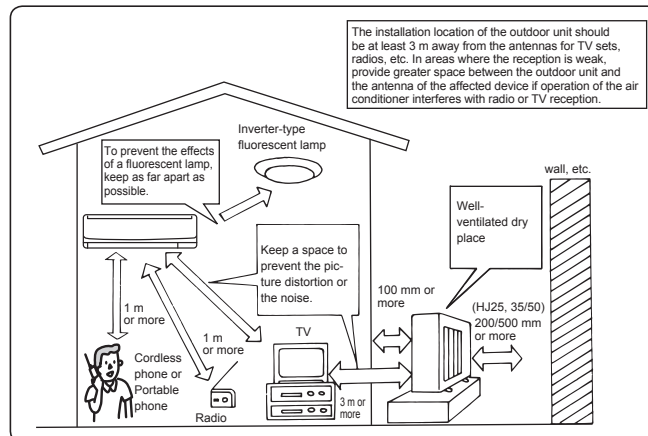 The installation location of the outdoor unit should
be at least 3 m away from the antennas for TV sets,
radios, etc. In areas where the reception is weak,
provide greater space between the outdoor unit and
the antenna of the affected device if operation of the air
conditioner interferes with radio or TV reception.
Inverter-type
fluorescent lamp
To prevent the effects
of a fluorescent lamp,
keep as far apart as
possible.
wall, etc.
Well-
ventilated dry
place
Keep a space to
prevent the pic-
ture distortion or
the noise.
100 mm or
more
(HJ25, 35/50)
200/500 mm
or more
1 m
or more
1 m
or more
TV
Cordless
phone or
Portable
phone
Radio
3 m or
more